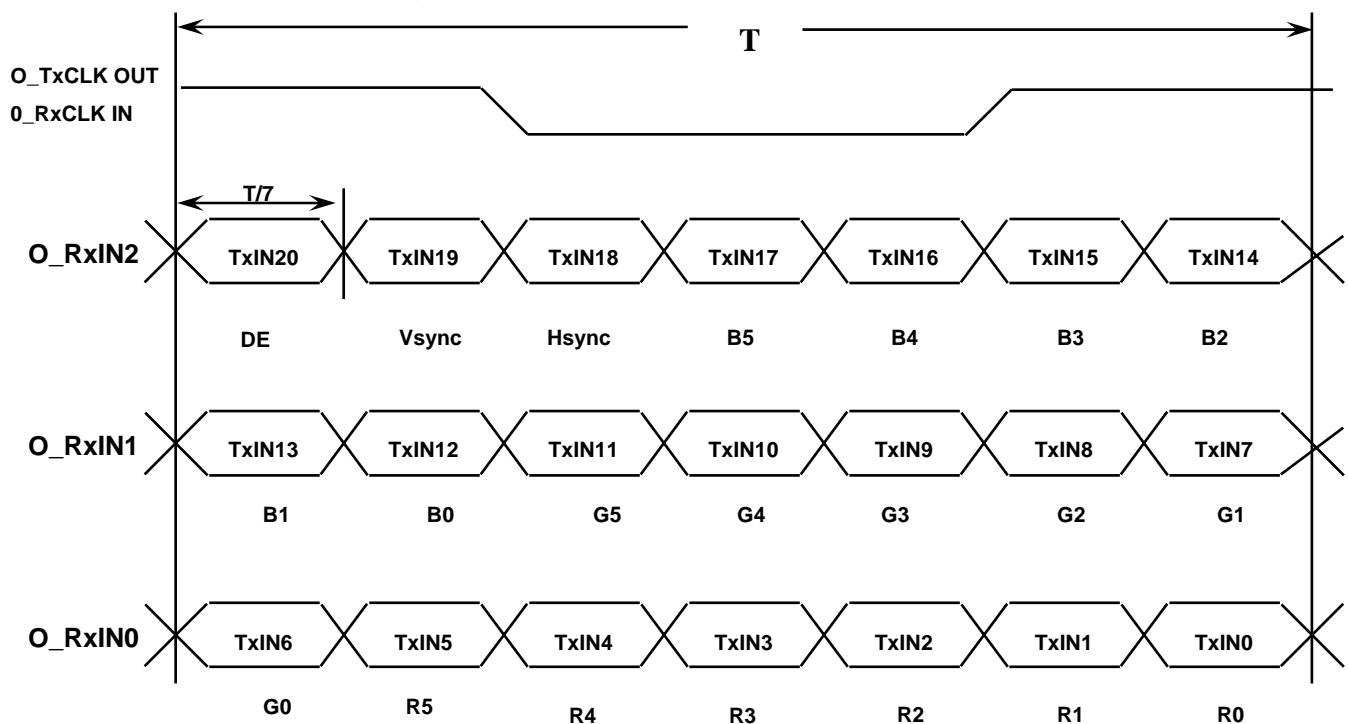 T
O_TxCLK OUT
0_RxCLK IN
T/7
O_RxIN2 TxIN20 TxIN19 TxIN18 TxIN17 TxIN16 TxIN15 TxIN14
DE Vsync Hsync B5 B4 B3 B2
O_RxIN1 TxIN13 TxIN12 TxIN11 TxIN10 TxIN9 TxIN8 TxIN7
B1 B0 G5 G4 G3 G2 G1
O_RxIN0 TxIN6 TxIN5 TxIN4 TxIN3 TxIN2 TxIN1 TxIN0
G0 R5 R4 R3 R2 R1 R0